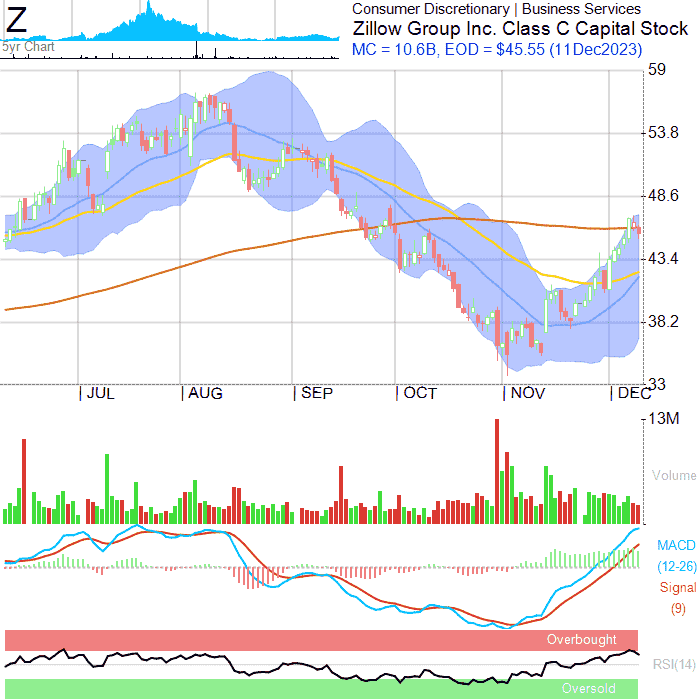 Z
Consumer Discretionary | Business Services
Zillow Group Inc. Class C Capital Stock
MC = 10.6B, EOD = $45.55 (11Dec2023)
5yr Chart
59
53.8
48.6
43.4
38.2
33
| JUL | AUG | SEP | OCT | NOV | DEC
13M
Volume
MACD
(12-26)
Signal
(9)
Overbought
RSI(14)
Oversold